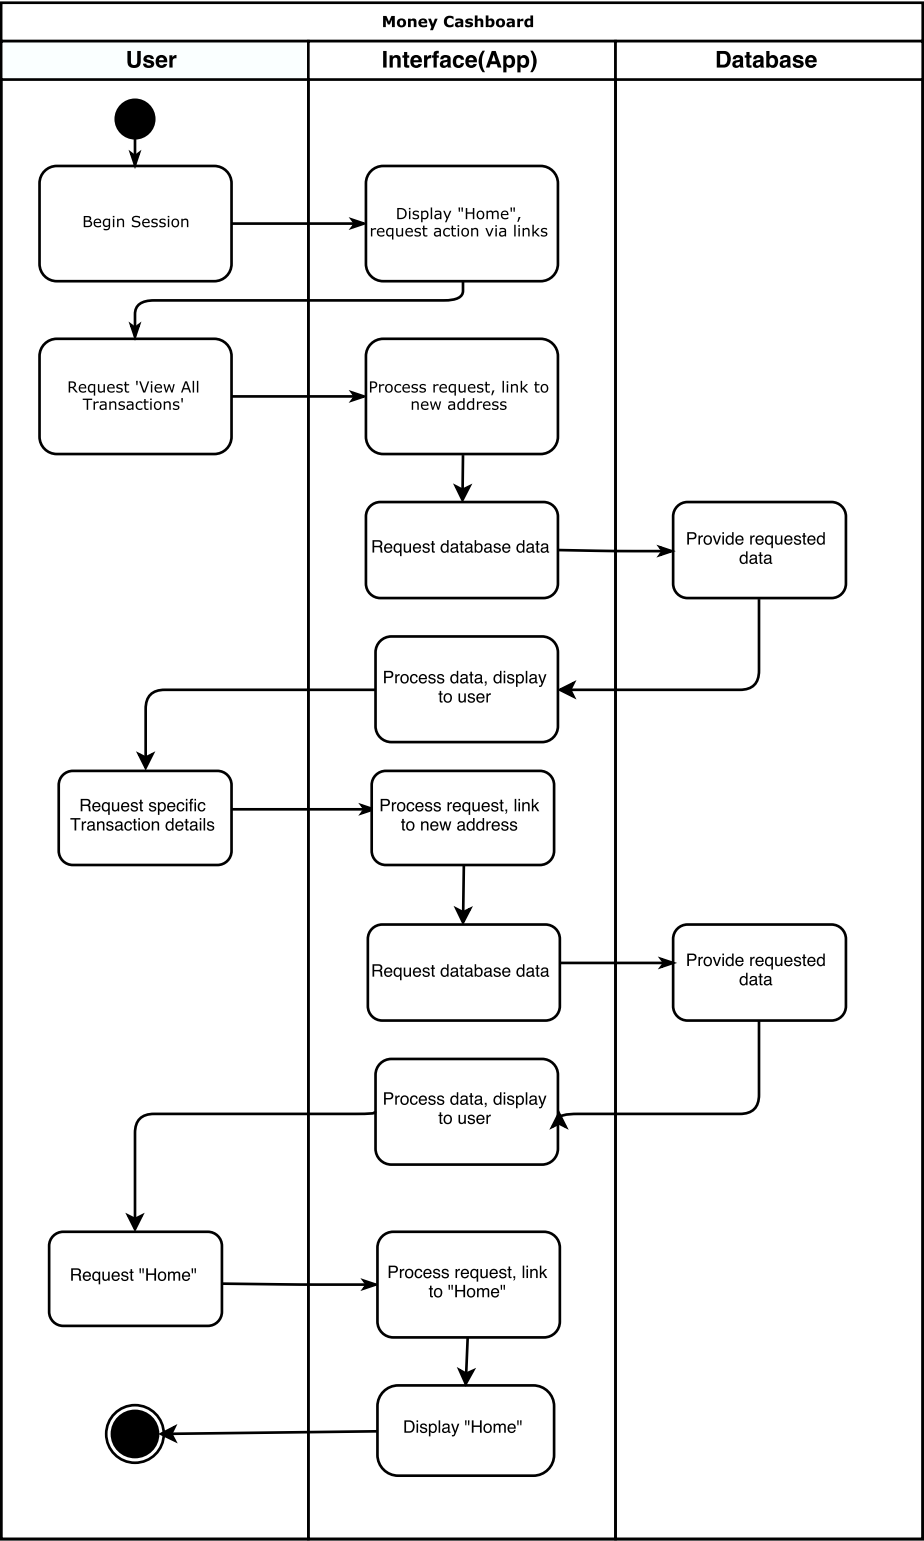 Money Cashboard
User
Interface(App)
Database
Begin Session
Display "Home",
request action via links
Request 'View All
Transactions'
Process request, link to
new address
Request database data
Provide requested
data
Process data, display
to user
Request specific
Transaction details
Process request, link
to new address
Request database data
Provide requested
data
Process data, display
to user
Request "Home"
Process request, link
to "Home"
Display "Home"